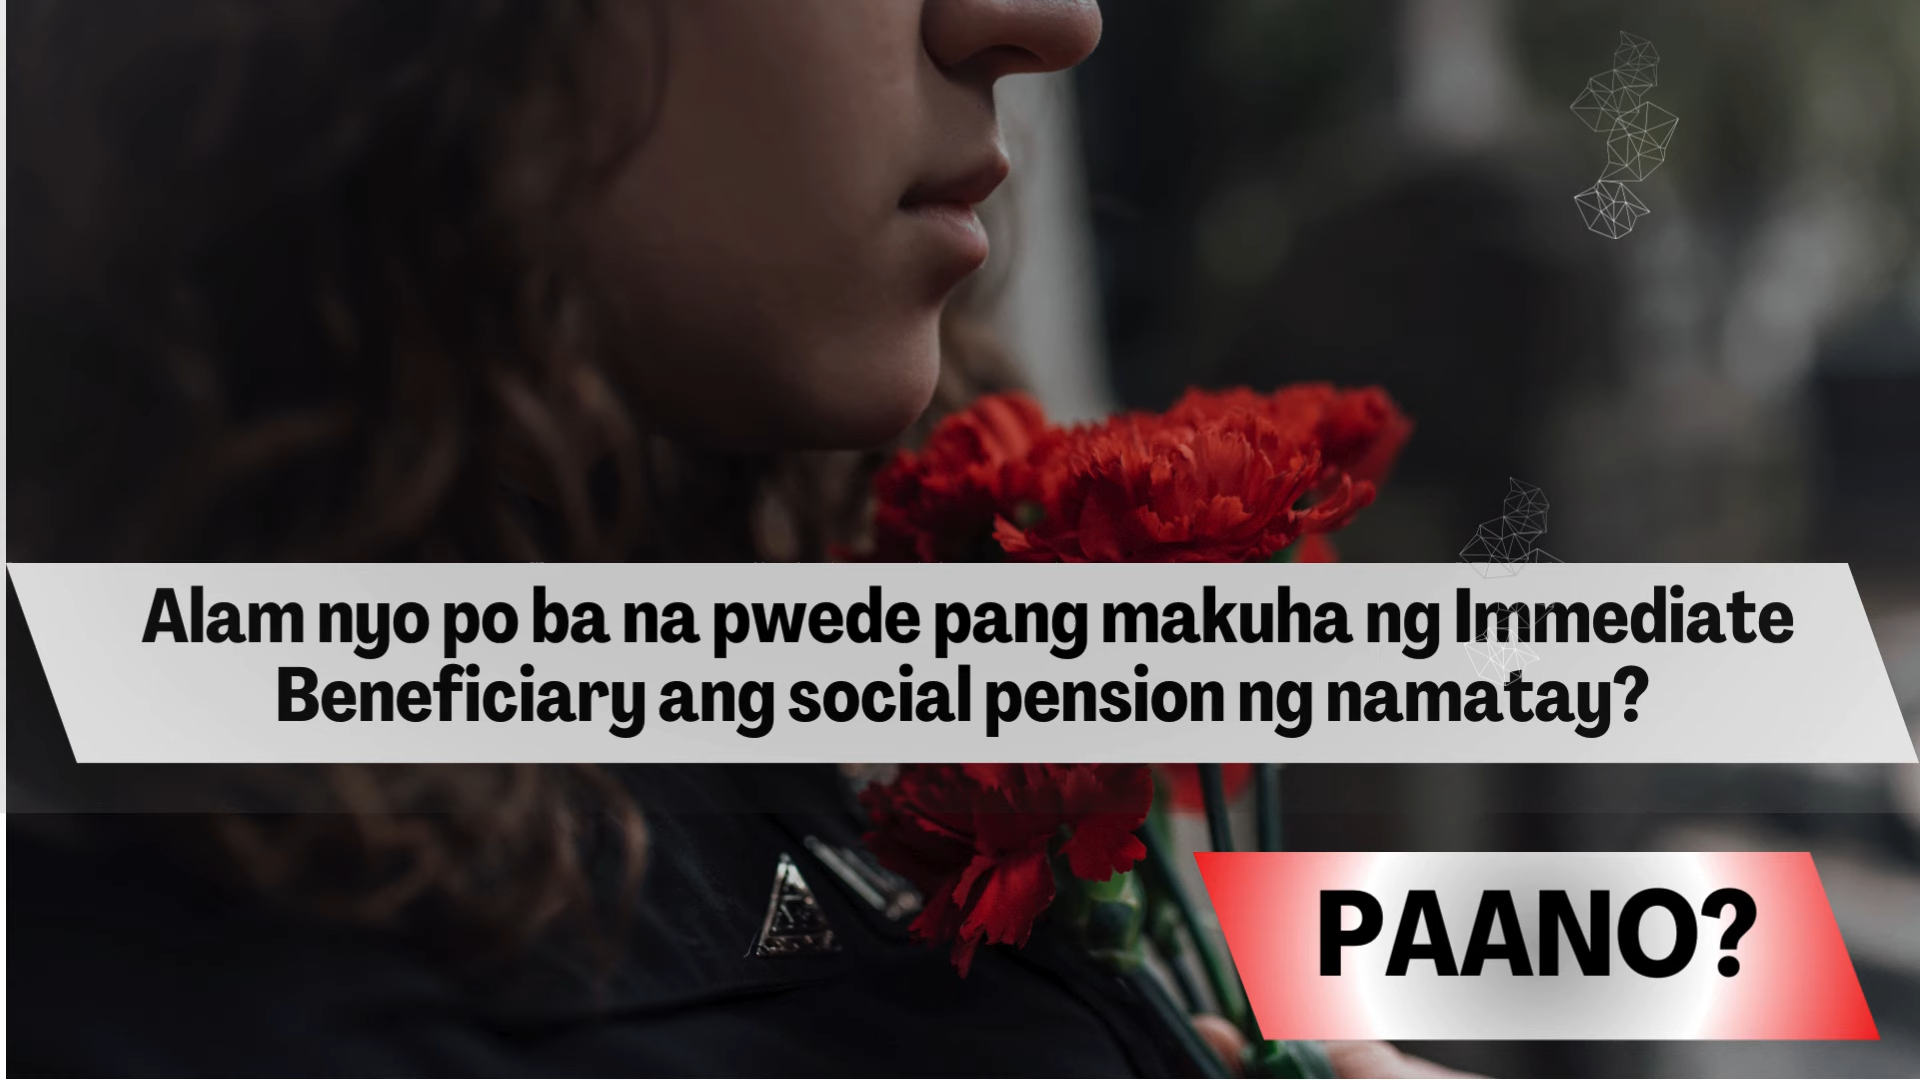 Alam nyo po ba na pwede pang makuha ng Immediate
Beneficiary ang social pension ng namatay?
PAANO?